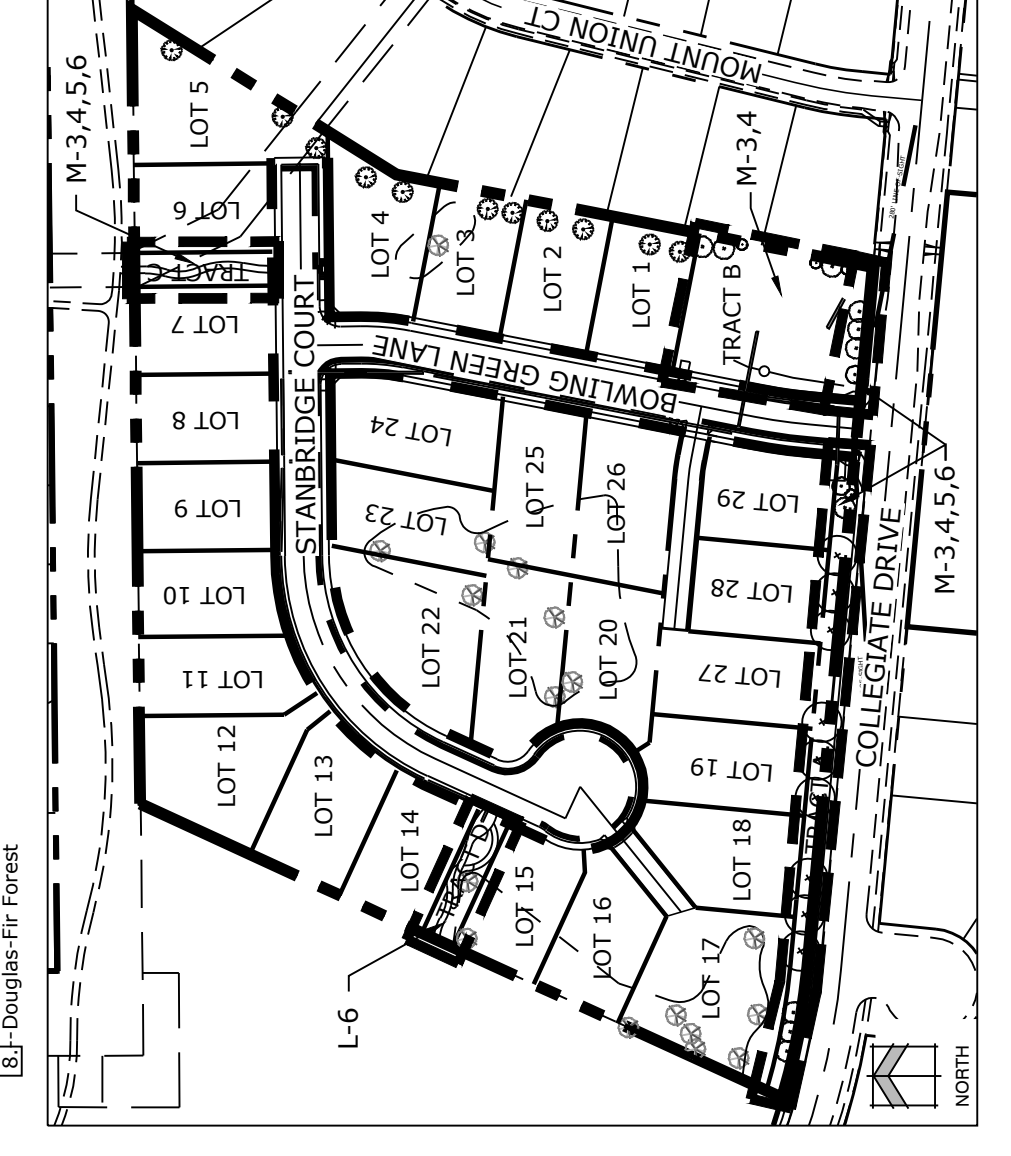 8.--Douglas-Fir Forest
MOUNT UNION CT
M-3,4,5,6
LOT 5
LOT 6
M-3,4
TRACT C
LOT 4
LOT 3
LOT 2
LOT 1
TRACT B
LOT 7
STANBRIDGE COURT
BOWLING GREEN LANE
LOT 8
LOT 24
LOT 25
LOT 26
LOT 9
LOT 23
LOT 29
M-3,4,5,6
LOT 10
LOT 28
COLLEGIATE DRIVE
LOT 11
LOT 22
LOT 21
LOT 20
LOT 27
LOT 12
LOT 13
LOT 19
LOT 14
TRACT D
LOT 18
LOT 15
LOT 16
LOT 17
L-6
NORTH